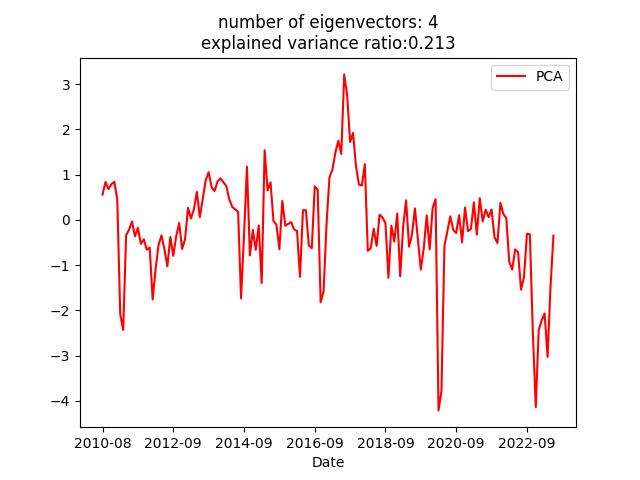 number of eigenvectors: 4
explained variance ratio:0.213
PCA
3
2
1
0
−1
−2
−3
−4
2010-08 2012-09 2014-09 2016-09 2018-09 2020-09 2022-09
Date